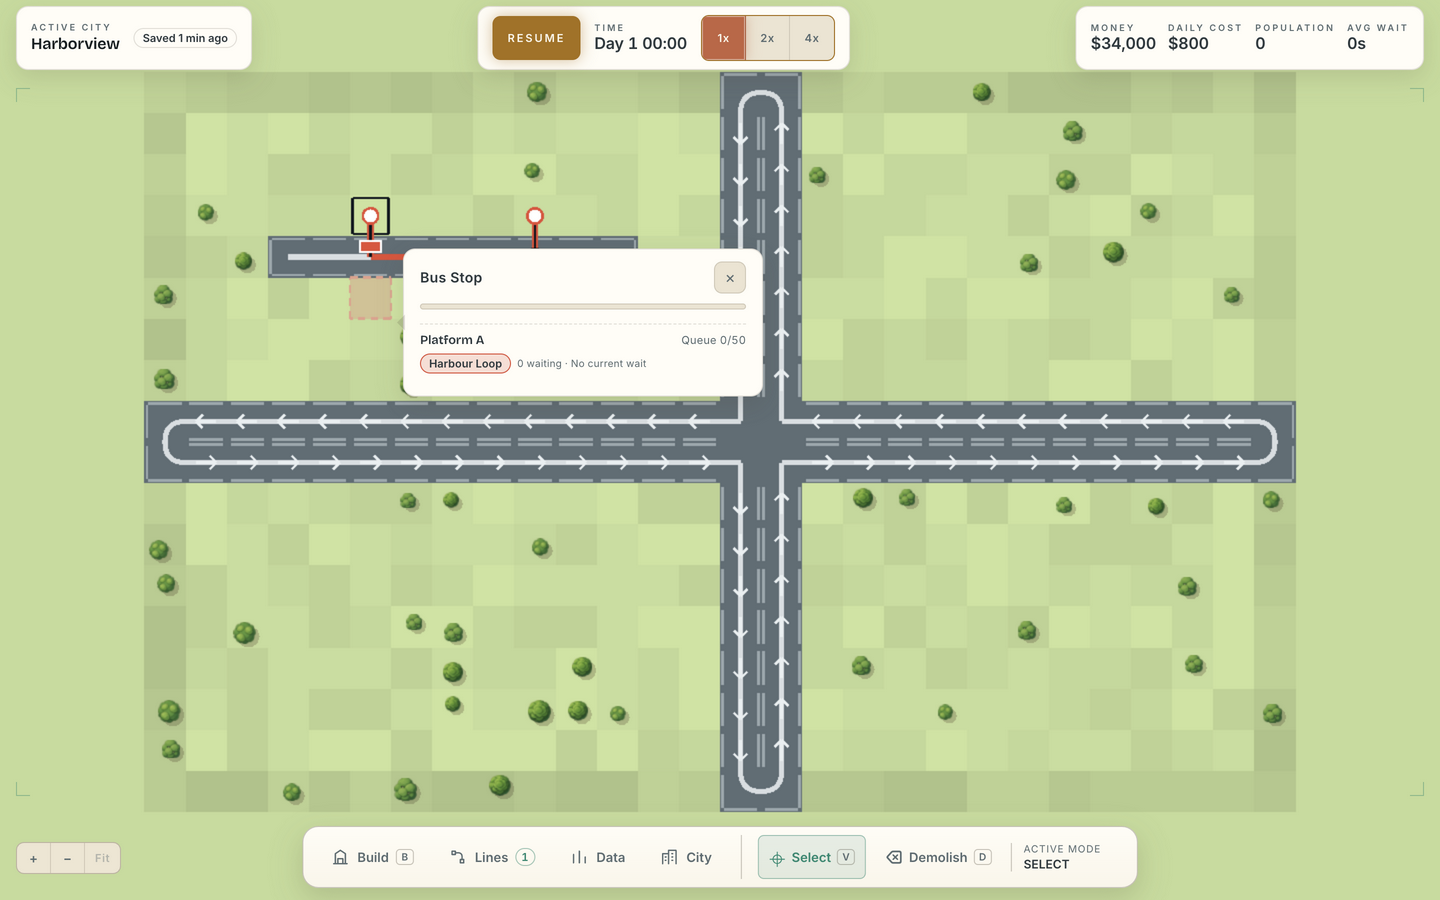 ACTIVE CITY
Harborview
Saved 1 min ago
RESUME
TIME
Day 1 00:00
1x
2x
4x
MONEY
$34,000
DAILY COST
$800
POPULATION
0
AVG WAIT
0s
Bus Stop
×
Platform A
Queue 0/50
Harbour Loop
0 waiting · No current wait
+
−
Fit
Build B
Lines 1
Data
City
Select V
Demolish D
ACTIVE MODE
SELECT